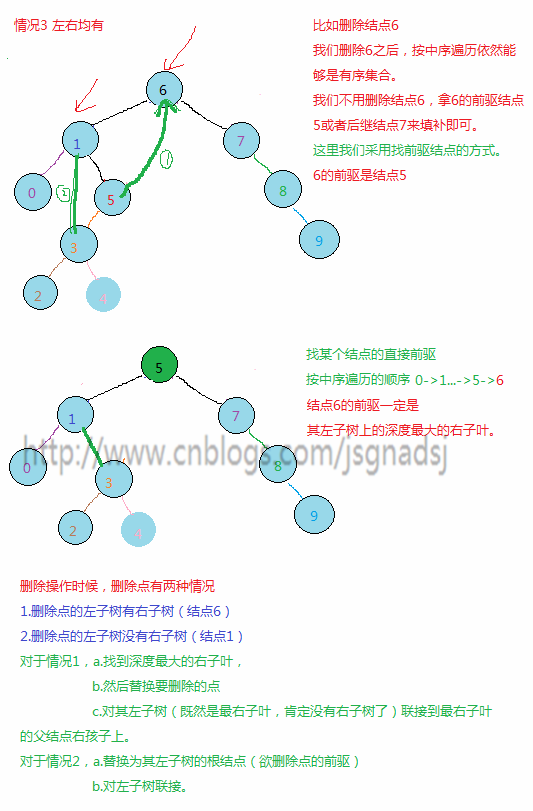 情况3 左右均有
比如删除结点6
我们删除6之后，按中序遍历依然能
够是有序集合。
我们不用删除结点6，拿6的前驱结点
5或者后继结点7来填补即可。
这里我们采用找前驱结点的方式。
6的前驱是结点5
6
1
7
0
5
8
3
9
2
4
①
②
5
找某个结点的直接前驱
按中序遍历的顺序 0->1...->5->6
结点6的前驱一定是
其左子树上的深度最大的右子叶。
1
7
http://www.cnblogs.com/jsgnadsj
0
3
8
2
4
9
删除操作时候，删除点有两种情况
1.删除点的左子树有右子树（结点6）
2.删除点的左子树没有右子树（结点1）
对于情况1，a.找到深度最大的右子叶，
b.然后替换要删除的点
c.对其左子树（既然是最右子叶，肯定没有右子树了）联接到最右子叶
的父结点右孩子上。
对于情况2，a.替换为其左子树的根结点（欲删除点的前驱）
b.对左子树联接。